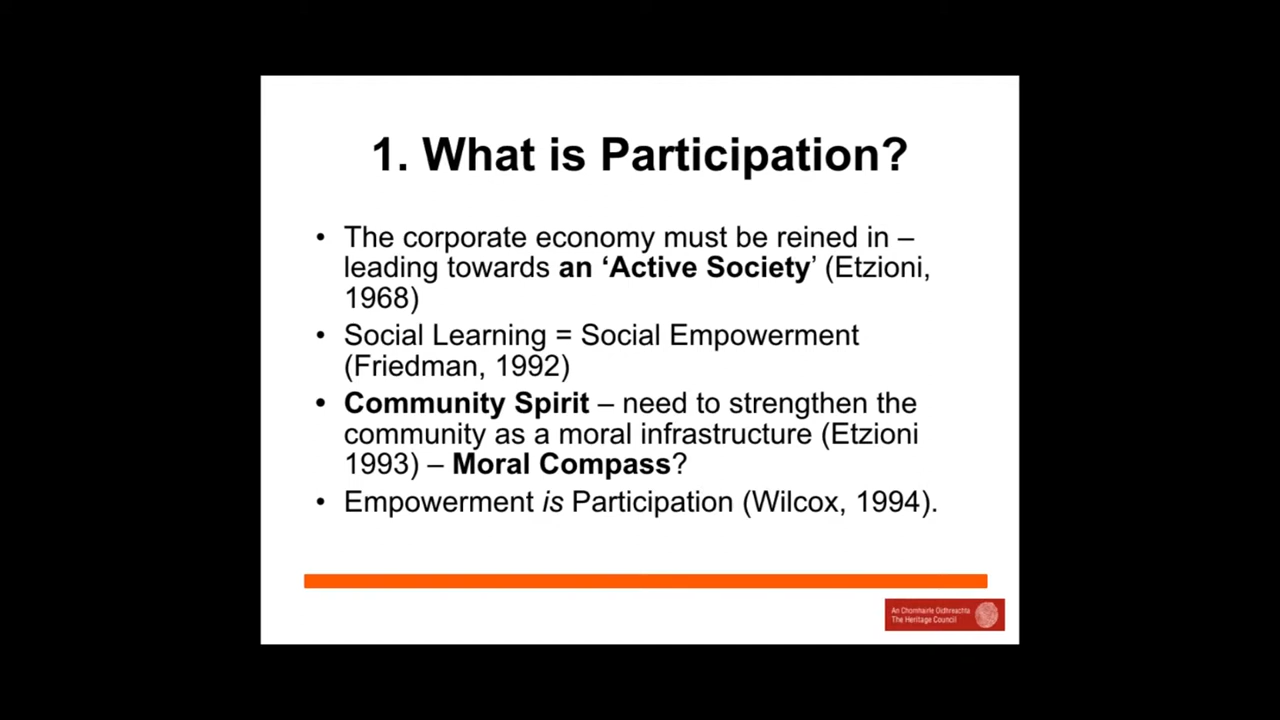 1. What is Participation?
• The corporate economy must be reined in –
leading towards an ‘Active Society’ (Etzioni,
1968)
• Social Learning = Social Empowerment
(Friedman, 1992)
• Community Spirit – need to strengthen the
community as a moral infrastructure (Etzioni
1993) – Moral Compass?
• Empowerment is Participation (Wilcox, 1994).
An Chomhairle Oidhreachta
The Heritage Council